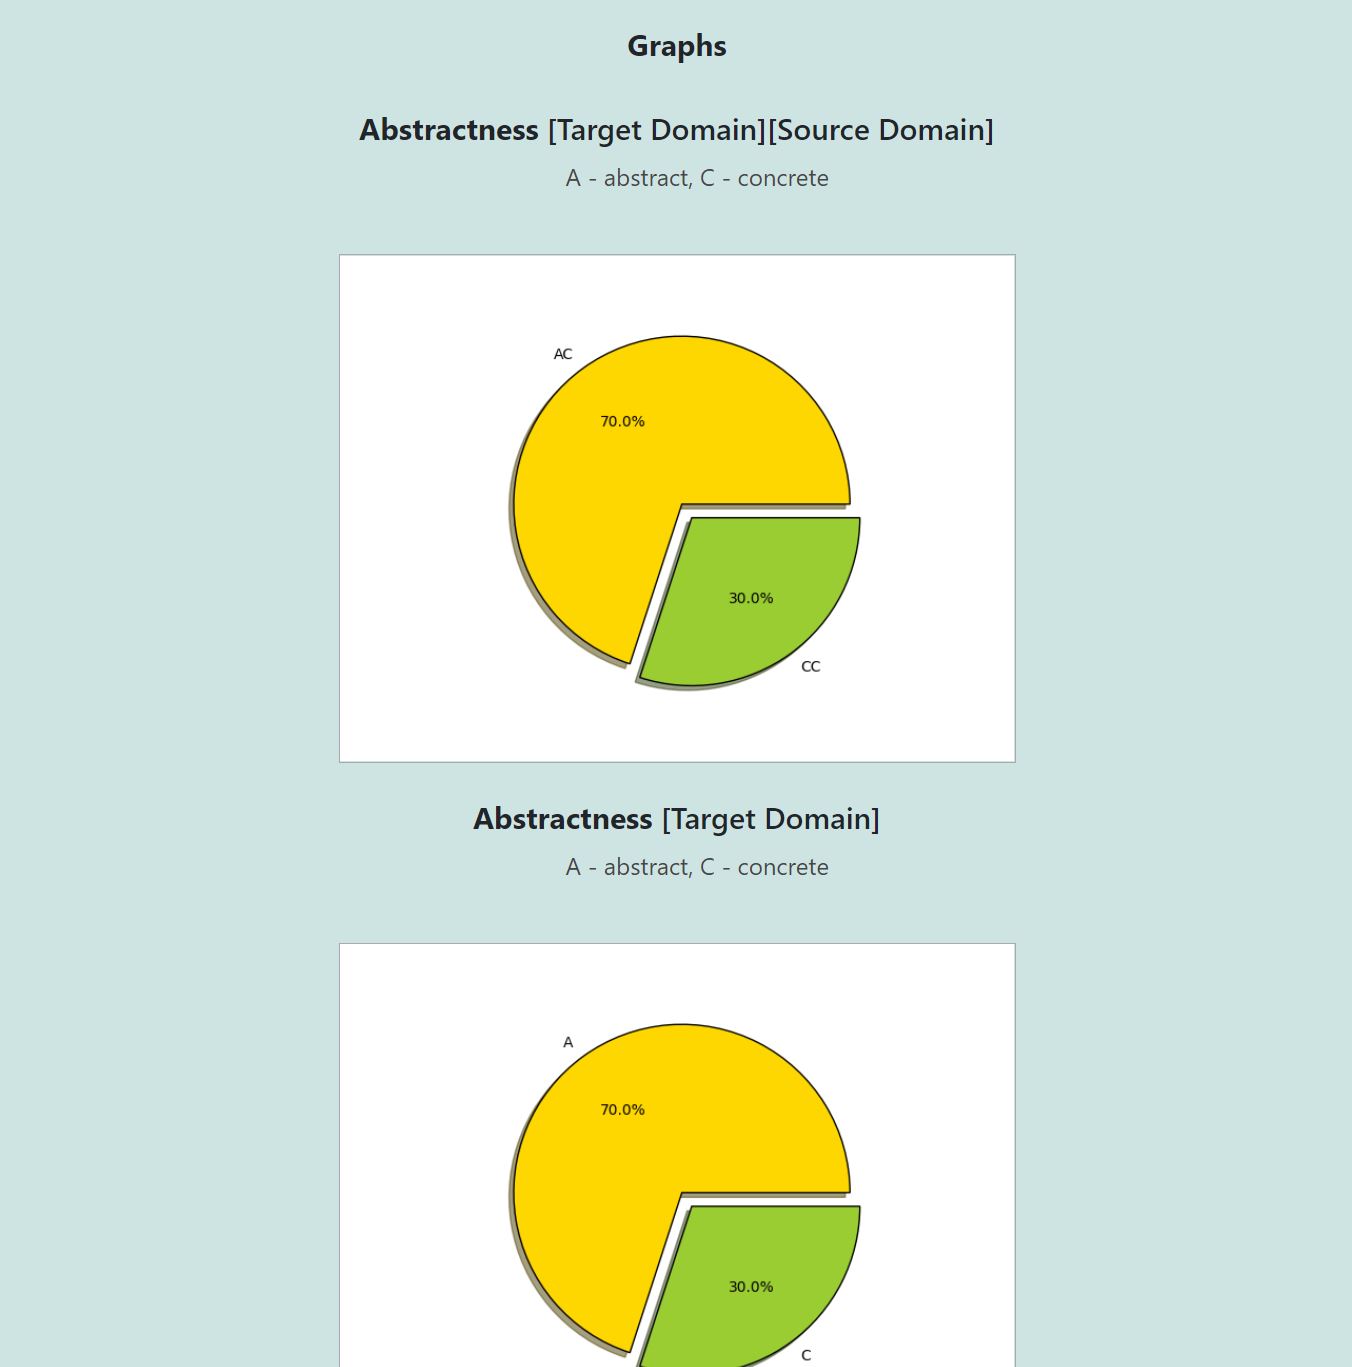 Graphs
Abstractness [Target Domain][Source Domain]
A - abstract, C - concrete
AC
70.0%
30.0%
CC
Abstractness [Target Domain]
A - abstract, C - concrete
A
70.0%
30.0%
C